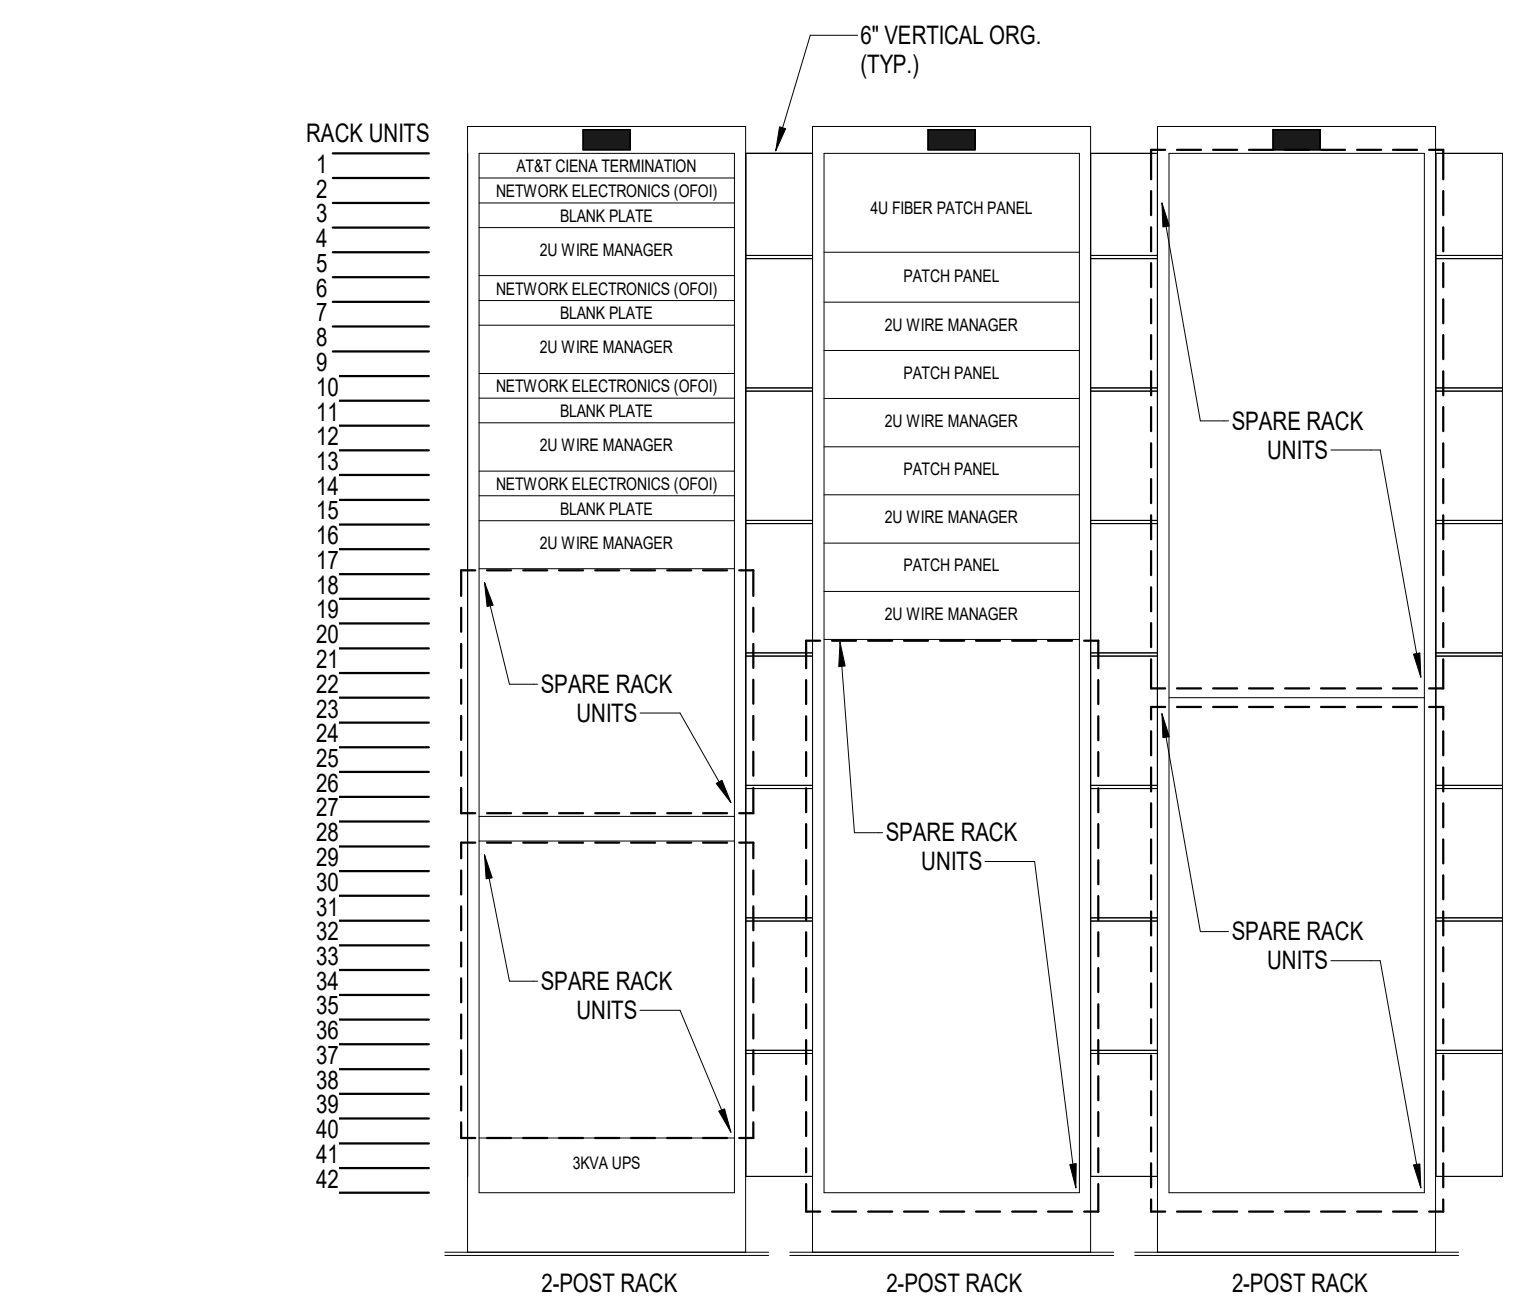 6" VERTICAL ORG.
(TYP.)
RACK UNITS
1
2
3
4
5
6
7
8
9
10
11
12
13
14
15
16
17
18
19
20
21
22
23
24
25
26
27
28
29
30
31
32
33
34
35
36
37
38
39
40
41
42
AT&T CIENA TERMINATION
NETWORK ELECTRONICS (OFOI)
BLANK PLATE
2U WIRE MANAGER
NETWORK ELECTRONICS (OFOI)
BLANK PLATE
2U WIRE MANAGER
NETWORK ELECTRONICS (OFOI)
BLANK PLATE
2U WIRE MANAGER
NETWORK ELECTRONICS (OFOI)
BLANK PLATE
2U WIRE MANAGER
SPARE RACK
UNITS
SPARE RACK
UNITS
3KVA UPS
2-POST RACK
4U FIBER PATCH PANEL
PATCH PANEL
2U WIRE MANAGER
PATCH PANEL
2U WIRE MANAGER
PATCH PANEL
2U WIRE MANAGER
PATCH PANEL
2U WIRE MANAGER
SPARE RACK
UNITS
2-POST RACK
SPARE RACK
UNITS
SPARE RACK
UNITS
2-POST RACK